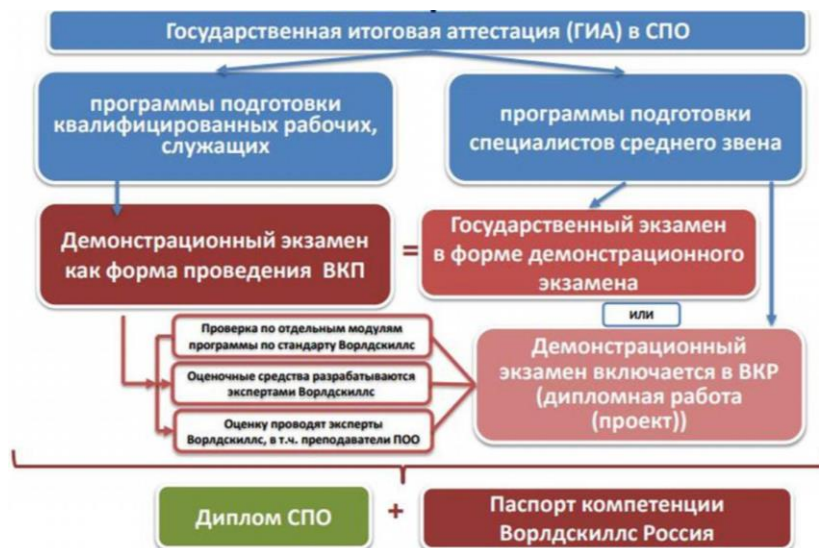 Государственная итоговая аттестация (ГИА) в СПО
программы подготовки
квалифицированных рабочих,
служащих
программы подготовки
специалистов среднего звена
Демонстрационный экзамен
как форма проведения ВКП
=
Государственный экзамен
в форме демонстрационного
экзамена
или
Проверка по отдельным модулям
программы по стандарту Ворлдскиллс
Оценочные средства разрабатываются
экспертами Ворлдскиллс
Оценку проводят эксперты
Ворлдскиллс, в т.ч. преподаватели ПОО
Демонстрационный
экзамен включается в ВКР
(дипломная работа
(проект))
Диплом СПО
+
Паспорт компетенции
Ворлдскиллс Россия